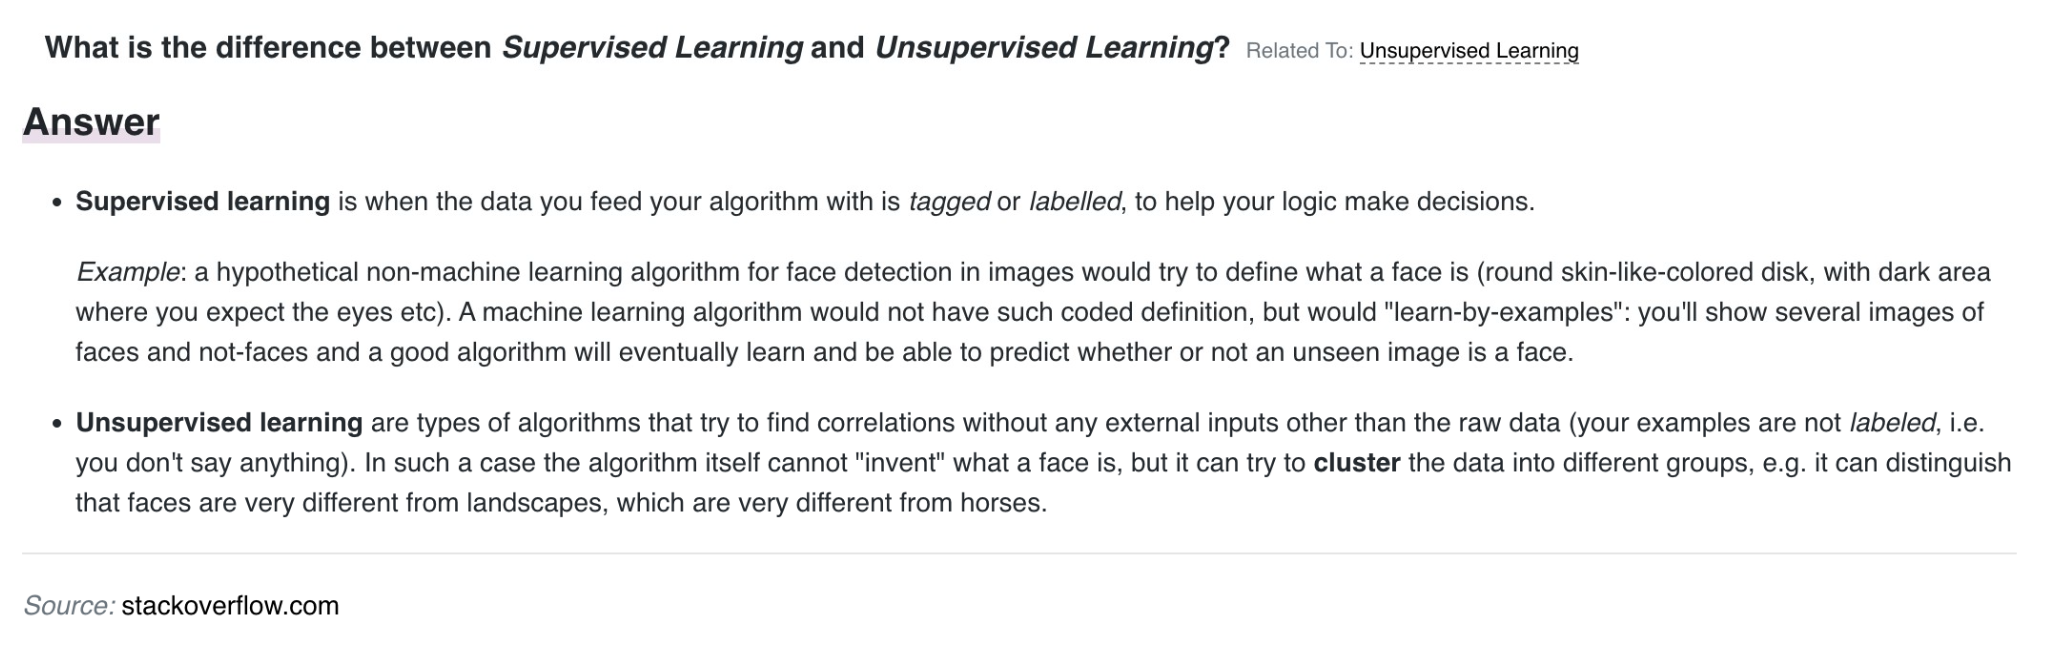 What is the difference between Supervised Learning and Unsupervised Learning? Related To: Unsupervised Learning
Answer
• Supervised learning is when the data you feed your algorithm with is tagged or labelled, to help your logic make decisions.
Example: a hypothetical non-machine learning algorithm for face detection in images would try to define what a face is (round skin-like-colored disk, with dark area
where you expect the eyes etc). A machine learning algorithm would not have such coded definition, but would "learn-by-examples": you'll show several images of
faces and not-faces and a good algorithm will eventually learn and be able to predict whether or not an unseen image is a face.
• Unsupervised learning are types of algorithms that try to find correlations without any external inputs other than the raw data (your examples are not labeled, i.e.
you don't say anything). In such a case the algorithm itself cannot "invent" what a face is, but it can try to cluster the data into different groups, e.g. it can distinguish
that faces are very different from landscapes, which are very different from horses.
Source: stackoverflow.com